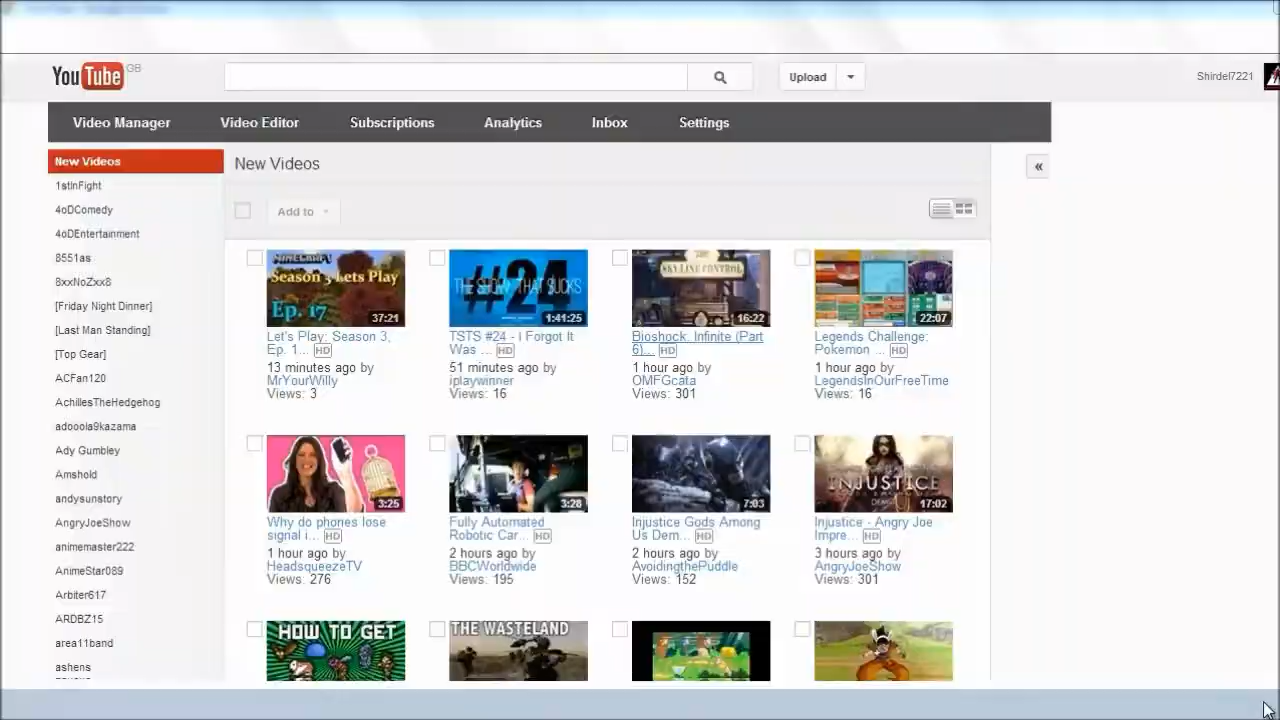 YouTube GB
Upload
Shirdel7221
Video Manager Video Editor Subscriptions Analytics Inbox Settings
New Videos
1stInFight
4oDComedy
4oDEntertainment
8551as
8xxNoZxx8
[Friday Night Dinner]
[Last Man Standing]
[Top Gear]
ACFan120
AchillesTheHedgehog
adooola9kazama
Ady Gumbley
Amshold
andysunstory
AngryJoeShow
animemaster222
AnimeStar089
Arbiter617
ARDBZ15
area11band
ashens
New Videos
Add to
MINECRAFT
Season 3 Lets Play
Ep. 17
37:21
Let's Play: Season 3,
Ep. 1... HD
13 minutes ago by
MrYourWilly
Views: 3
#24
THE SHOW THAT SUCKS
1:41:25
TSTS #24 - I Forgot It
Was ... HD
51 minutes ago by
iplaywinner
Views: 16
THE
SKYLINE CONTROL
16:22
Bioshock: Infinite (Part
6)... HD
1 hour ago by
OMFGcata
Views: 301
22:07
Legends Challenge:
Pokemon ... HD
1 hour ago by
LegendsInOurFreeTime
Views: 16
3:25
Why do phones lose
signal i... HD
1 hour ago by
HeadsqueezeTV
Views: 276
3:28
Fully Automated
Robotic Car... HD
2 hours ago by
BBCWorldwide
Views: 195
7:03
Injustice Gods Among
Us Dem... HD
2 hours ago by
AvoidingthePuddle
Views: 152
INJUSTICE
DEMO
17:02
Injustice - Angry Joe
Impre... HD
3 hours ago by
AngryJoeShow
Views: 301
HOW TO GET
THE WASTELAND